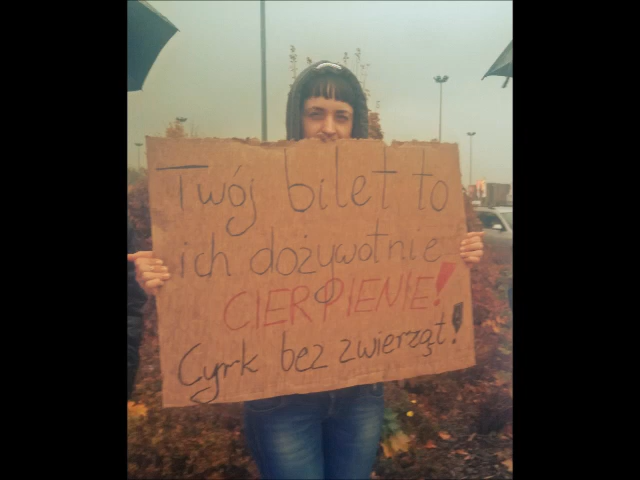 Twój bilet to
ich dożywotnie
CIERPIENIE!
Cyrk bez zwierząt!